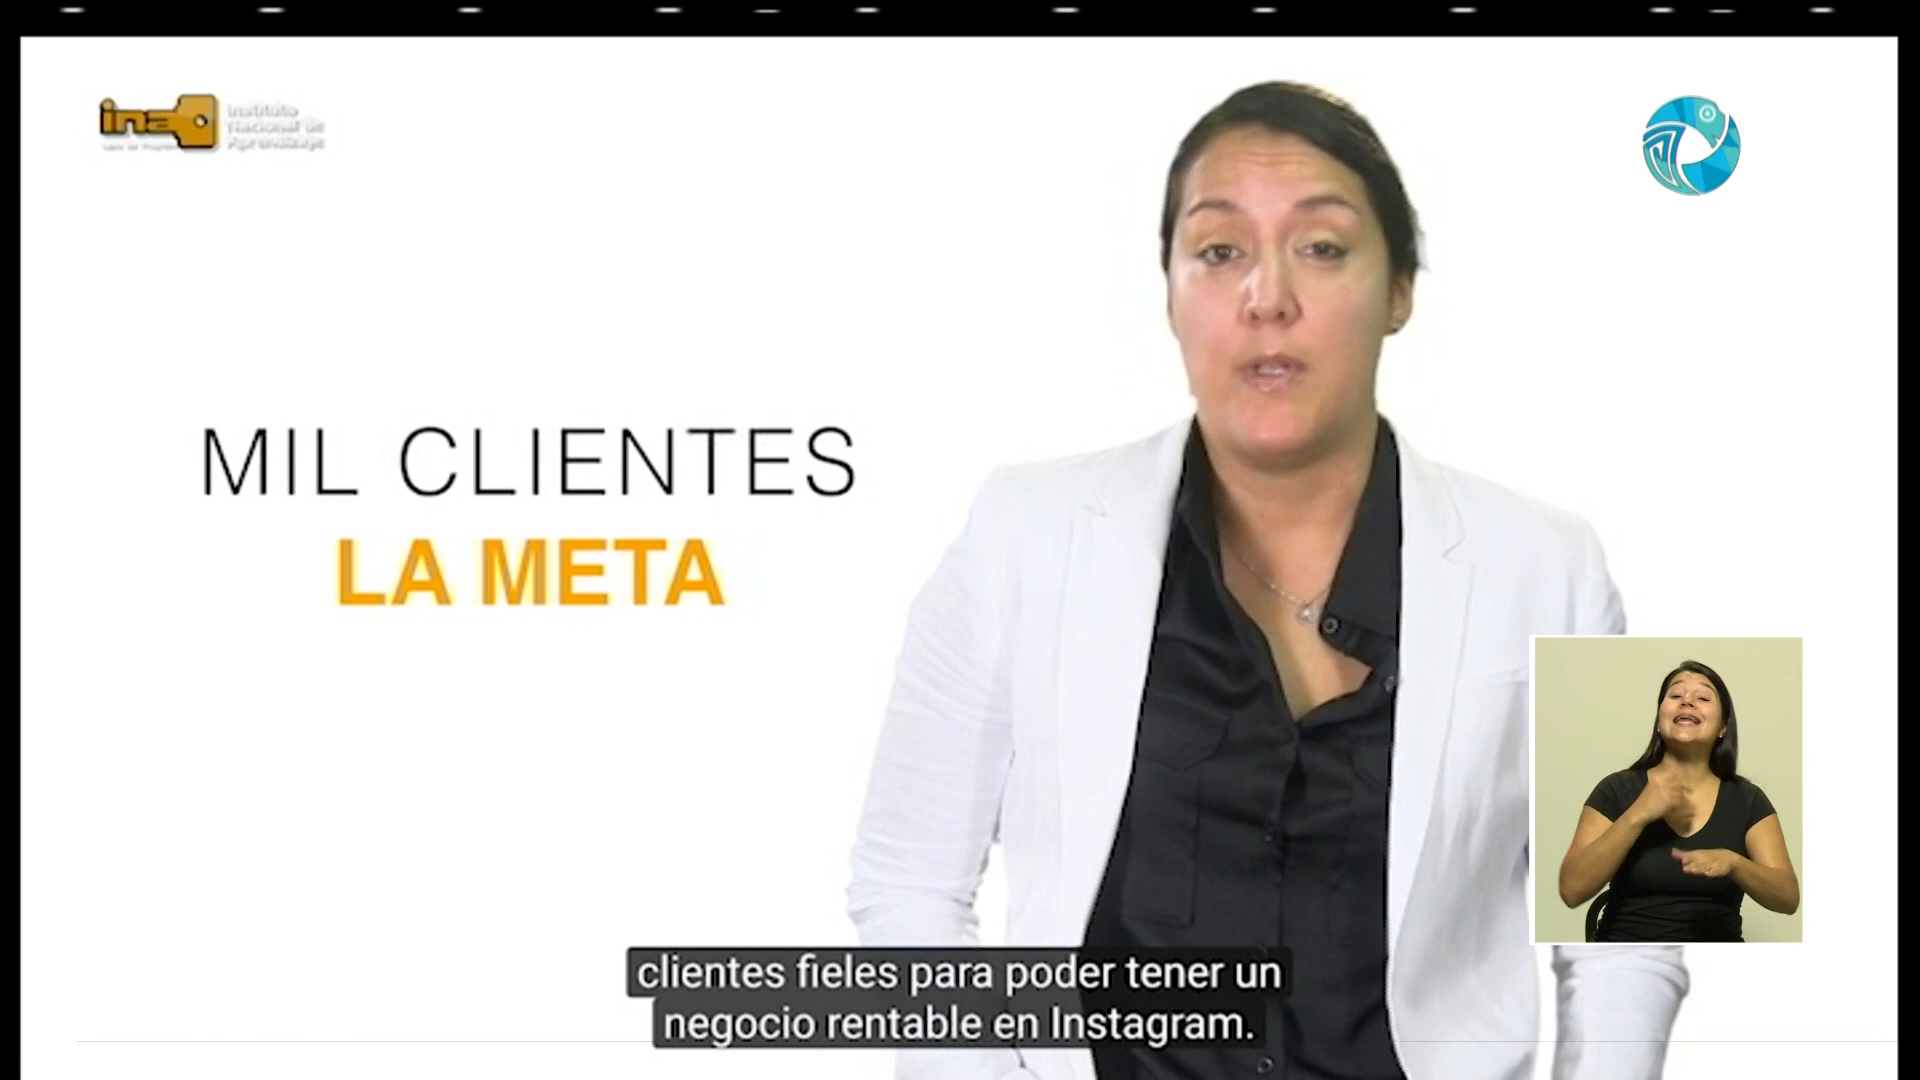 ina
Instituto
Nacional de
Aprendizaje
MIL CLIENTES
LA META
clientes fieles para poder tener un
negocio rentable en Instagram.